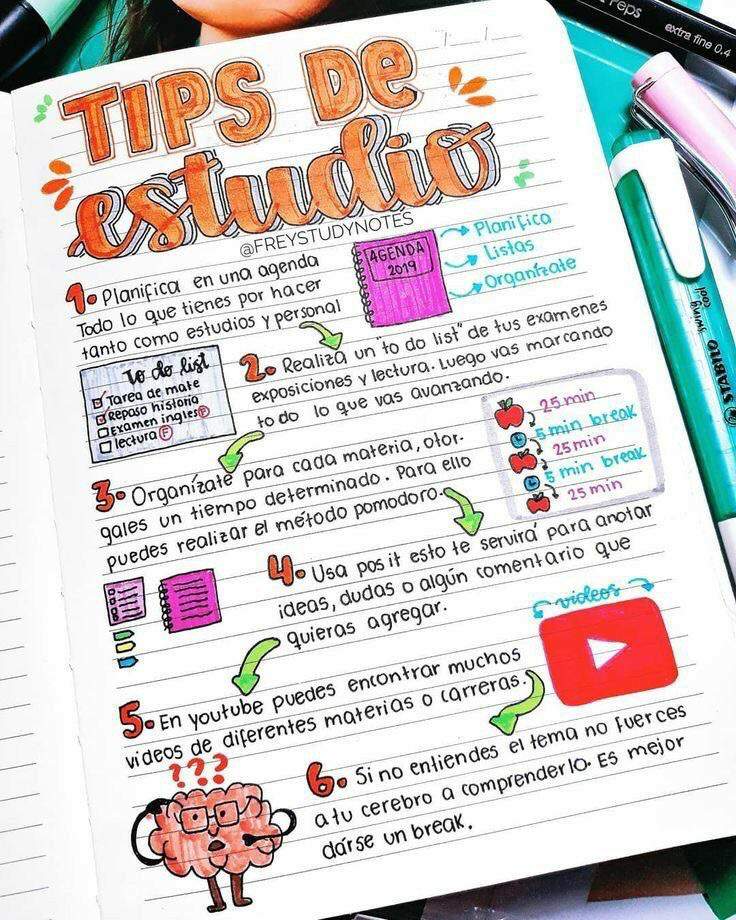 TIPS DE
estudio
@FREYSTUDYNOTES
1. Planifica en una agenda
Todo lo que tienes por hacer
tanto como estudios y personal
AGENDA
2019
Planifica
Listas
Organízate
To do list
Tarea de mate
Repaso historia
Examen ingles F
lectura F
2. Realiza un "to do list" de tus examenes
exposiciones y lectura. Luego vas marcando
to do lo que vas avanzando.
25 min
5 min break
25 min
5 min break
25 min
3. Organízate para cada materia, otor-
gales un tiempo determinado. Para ello
puedes realizar el método pomodoro.
4. Usa pos it esto te servirá para anotar
ideas, dudas o algún comentario que
quieras agregar.
videos
5. En youtube puedes encontrar muchos
videos de diferentes materias o carreras.
6. Si no entiendes el tema no fuerces
a tu cerebro a comprenderlo. Es mejor
dárse un break.
???
extra fine 0.4
STABILO
swing
cool